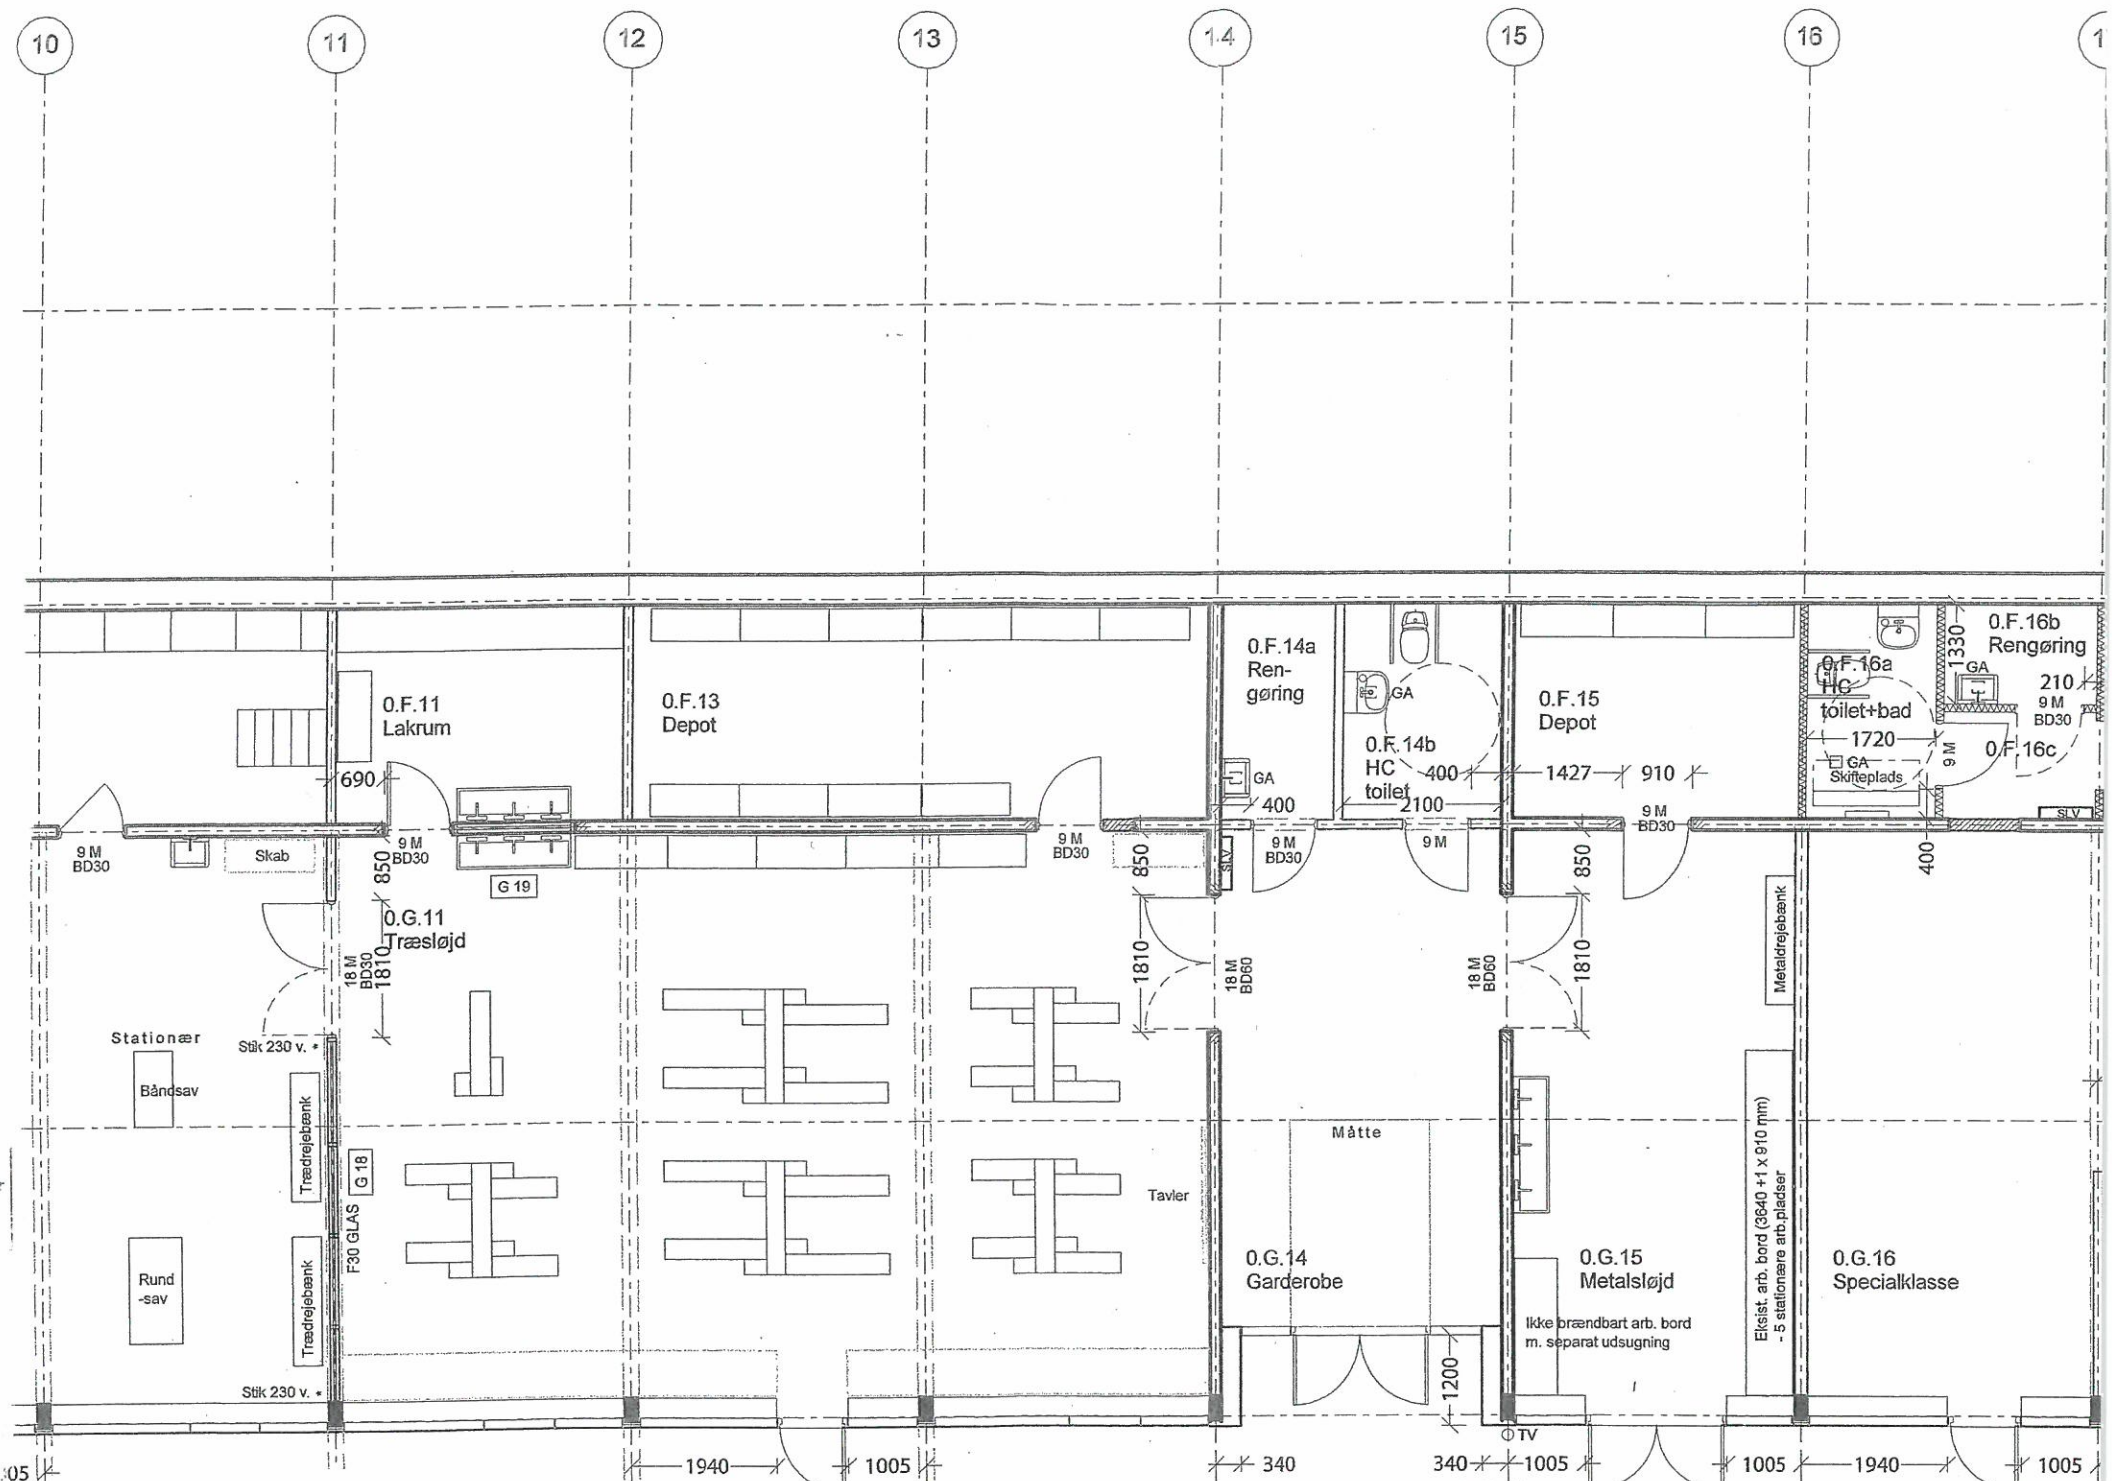 10
11
12
13
14
15
16
0.F.11
Lakrum
690
0.F.13
Depot
0.F.14a
Ren-
gøring
GA
400
GA
0.F.14b
HC
toilet
400
2100
0.F.15
Depot
1427
910
0.F.16a
HC
toilet+bad
1720
GA
Skifteplads
1330
0.F.16b
Rengøring
GA
210
9 M
BD30
9 M
0.F.16c
SLV
9 M
BD30
Skab
850
9 M
BD30
G 19
9 M
BD30
850
SLV
9 M
BD30
9 M
850
9 M
BD30
400
0.G.11
Træsløjd
18 M
BD30
1810
1810
18 M
BD60
18 M
BD60
1810
Metaldrejebænk
Stationær
Stik 230 v.
Båndsav
Trædrejebænk
G 18
F30 GLAS
Rund
-sav
Trædrejebænk
Stik 230 v.
Tavler
Måtte
0.G.14
Garderobe
1200
0.G.15
Metalsløjd
Ikke brændbart arb. bord
m. separat udsugning
Eksist. arb. bord (3640 +1 x 910 mm)
- 5 stationære arb.pladser
0.G.16
Specialklasse
TV
1940
1005
340
340
1005
1005
1940
1005